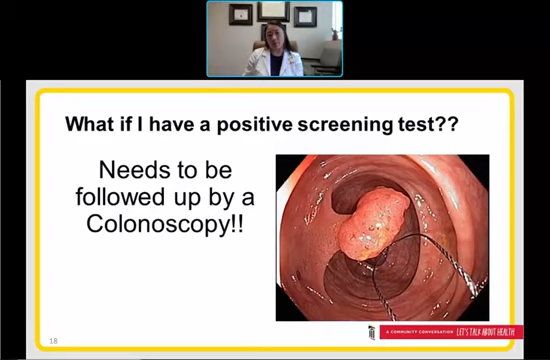 What if I have a positive screening test??
Needs to be
followed up by a
Colonoscopy!!
18
A COMMUNITY CONVERSATION LET'S TALK ABOUT HEALTH